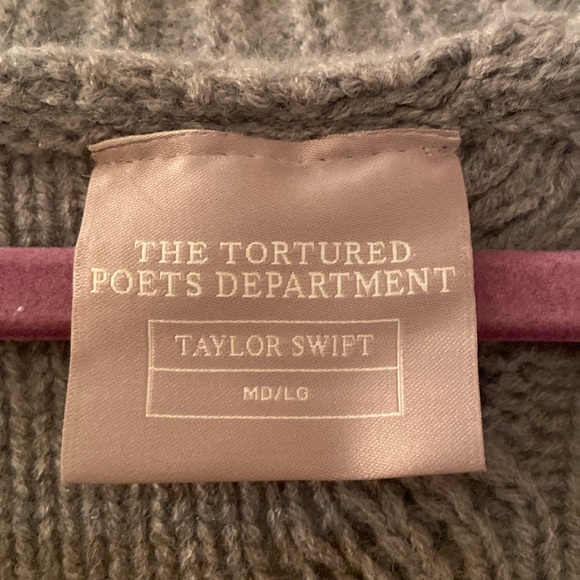 THE TORTURED
POETS DEPARTMENT
TAYLOR SWIFT
MD/LG